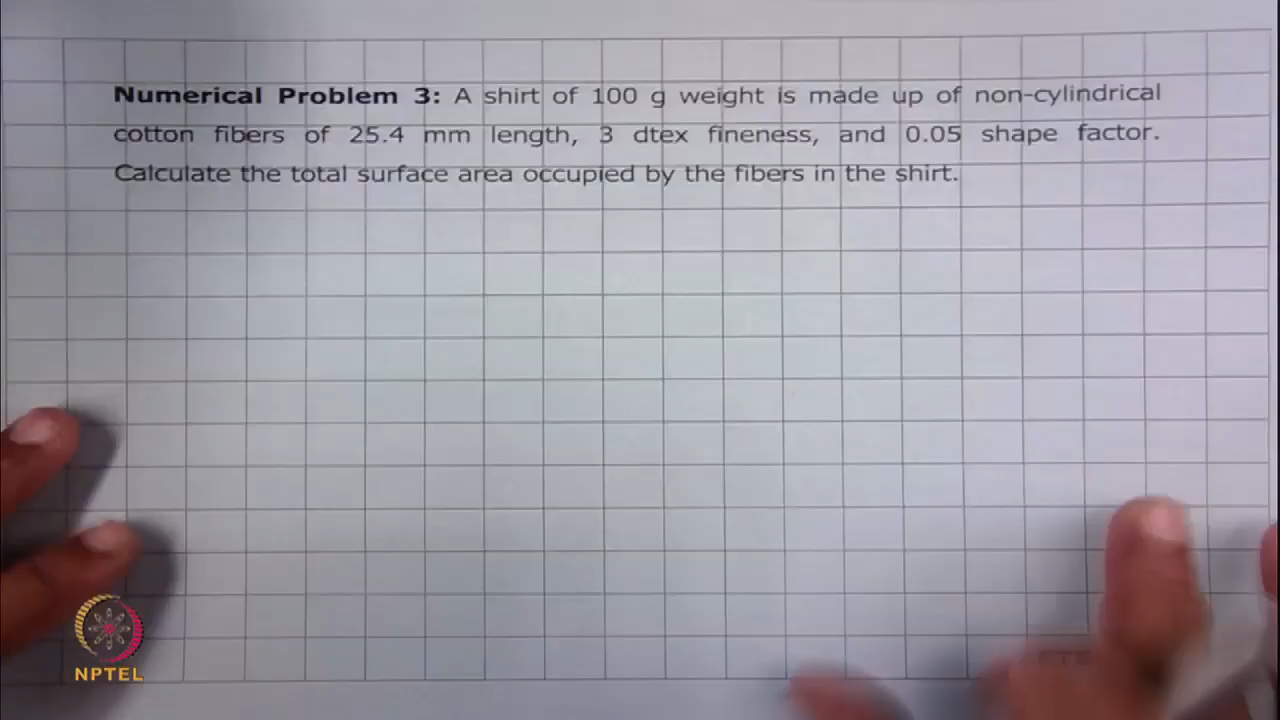 Numerical Problem 3: A shirt of 100 g weight is made up of non-cylindrical
cotton fibers of 25.4 mm length, 3 dtex fineness, and 0.05 shape factor.
Calculate the total surface area occupied by the fibers in the shirt.
NPTEL